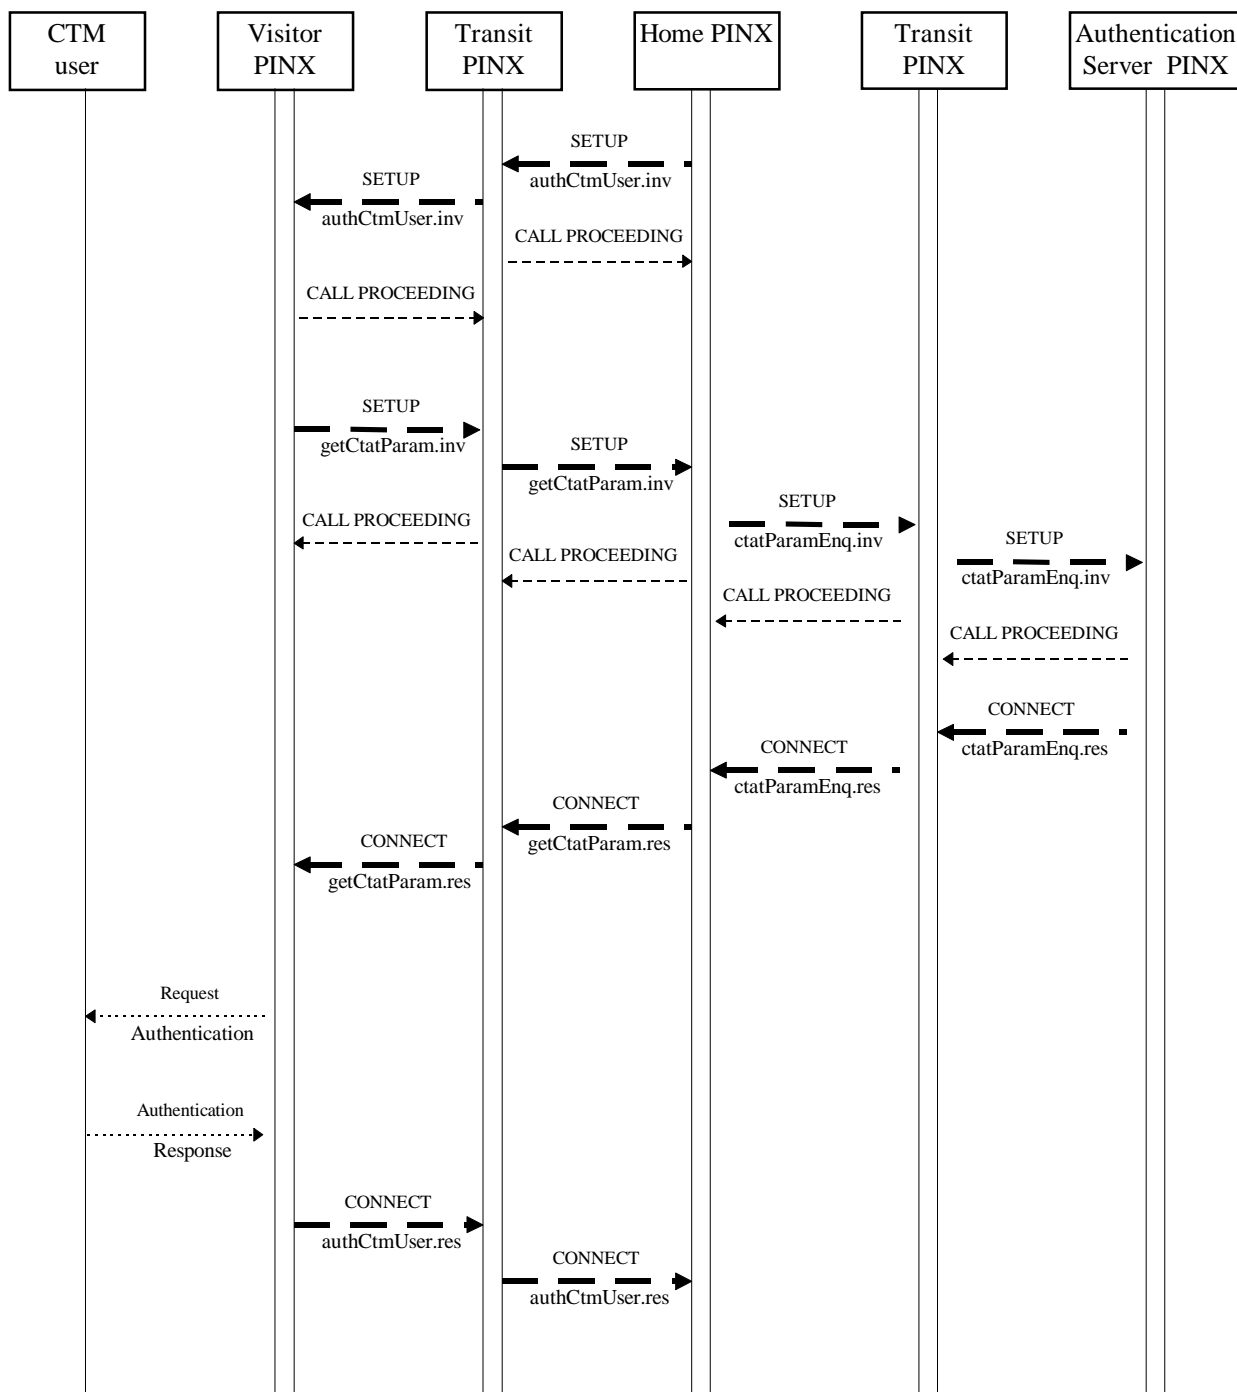 CTM
user
Visitor
PINX
Transit
PINX
Home PINX
Transit
PINX
Authentication
Server PINX
SETUP
authCtmUser.inv
SETUP
authCtmUser.inv
CALL PROCEEDING
CALL PROCEEDING
SETUP
getCtatParam.inv
SETUP
getCtatParam.inv
SETUP
ctatParamEnq.inv
CALL PROCEEDING
SETUP
ctatParamEnq.inv
CALL PROCEEDING
CALL PROCEEDING
CALL PROCEEDING
CONNECT
ctatParamEnq.res
CONNECT
ctatParamEnq.res
CONNECT
getCtatParam.res
CONNECT
getCtatParam.res
Request
Authentication
Authentication
Response
CONNECT
authCtmUser.res
CONNECT
authCtmUser.res